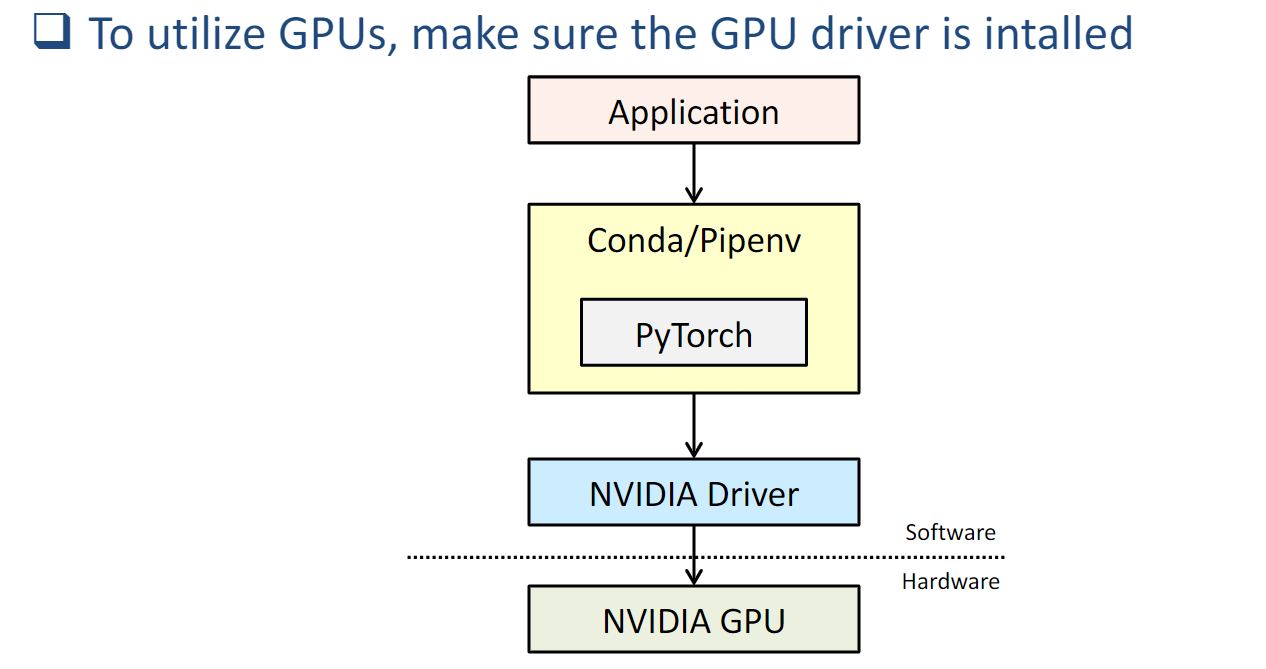 To utilize GPUs, make sure the GPU driver is intalled
Application
Conda/Pipenv
PyTorch
NVIDIA Driver
Software
Hardware
NVIDIA GPU